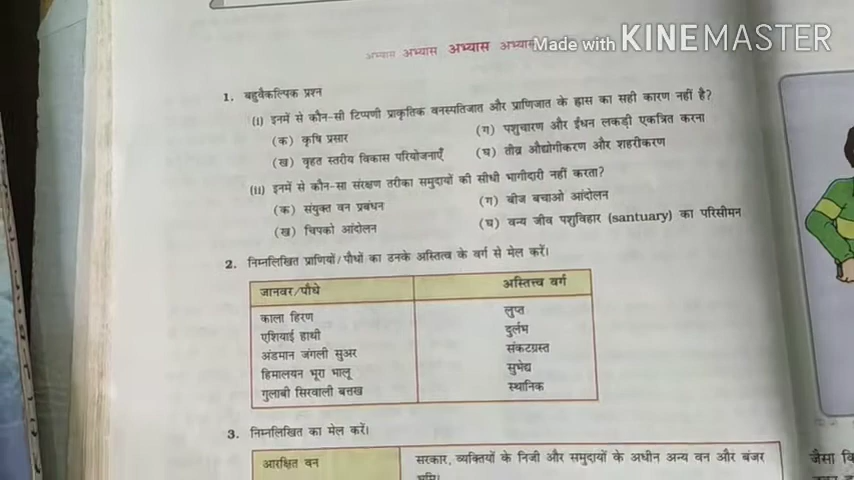 अभ्यास अभ्यास अभ्यास अभ्यास
Made with KINEMASTER
1. बहुवैकल्पिक प्रश्न
(i) इनमें से कौन-सी टिप्पणी प्राकृतिक वनस्पतिजात और प्राणिजात के ह्रास का सही कारण नहीं है?
(क) कृषि प्रसार (ग) पशुचारण और ईंधन लकड़ी एकत्रित करना
(ख) वृहत स्तरीय विकास परियोजनाएँ (घ) तीव्र औद्योगीकरण और शहरीकरण
(ii) इनमें से कौन-सा संरक्षण तरीका समुदायों की सीधी भागीदारी नहीं करता?
(क) संयुक्त वन प्रबंधन (ग) बीज बचाओ आंदोलन
(ख) चिपको आंदोलन (घ) वन्य जीव पशुविहार (santuary) का परिसीमन
2. निम्नलिखित प्राणियों/पौधों का उनके अस्तित्व के वर्ग से मेल करें।
जानवर/पौधे अस्तित्त्व वर्ग
काला हिरण लुप्त
एशियाई हाथी दुर्लभ
अंडमान जंगली सुअर संकटग्रस्त
हिमालयन भूरा भालू सुभेद्य
गुलाबी सिरवाली बत्तख स्थानिक
3. निम्नलिखित का मेल करें।
आरक्षित वन सरकार, व्यक्तियों के निजी और समुदायों के अधीन अन्य वन और बंजर
भूमि।
जैसा